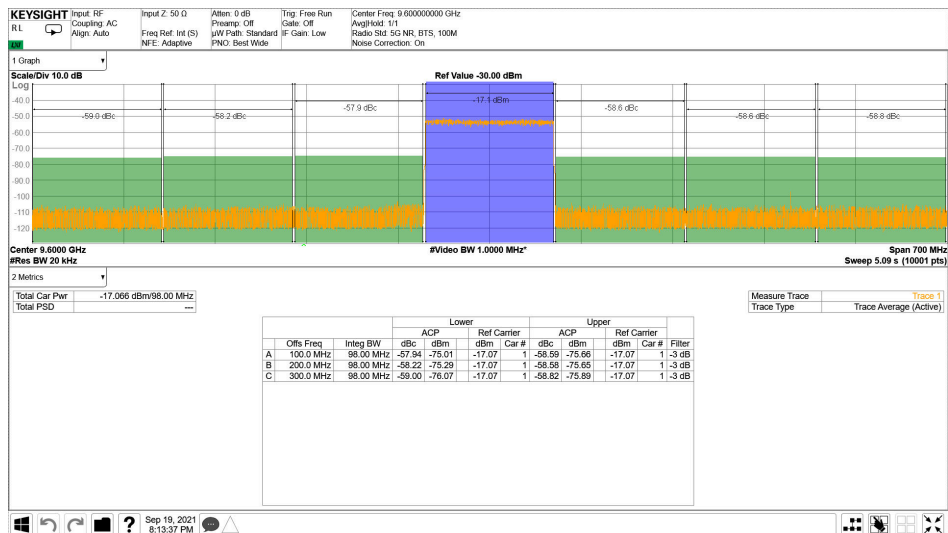 KEYSIGHT Input: RF Input Z: 50 Ω Atten: 0 dB Trig: Free Run Center Freq: 9.600000000 GHz
RL Coupling: AC Preamp: Off Gate: Off Avg|Hold: 1/1
Align: Auto Freq Ref: Int (S) µW Path: Standard IF Gain: Low Radio Std: 5G NR, BTS, 100M
LXI NFE: Adaptive PNO: Best Wide Noise Correction: On
1 Graph
Scale/Div 10.0 dB Ref Value -30.00 dBm
Log
-40.0 -17.1 dBm
-57.9 dBc -58.6 dBc
-50.0 -59.0 dBc -58.2 dBc -58.6 dBc -58.8 dBc
-60.0
-70.0
-80.0
-90.0
-100
-110
-120
Center 9.6000 GHz #Video BW 1.0000 MHz* Span 700 MHz
#Res BW 20 kHz Sweep 5.09 s (10001 pts)
2 Metrics
Total Car Pwr -17.066 dBm/98.00 MHz Measure Trace Trace 1
Total PSD --- Trace Type Trace Average (Active)
Lower Upper
ACP Ref Carrier ACP Ref Carrier
Offs Freq Integ BW dBc dBm dBm Car # dBc dBm dBm Car # Filter
A 100.0 MHz 98.00 MHz -57.94 -75.01 -17.07 1 -58.59 -75.66 -17.07 1 -3 dB
B 200.0 MHz 98.00 MHz -58.22 -75.29 -17.07 1 -58.58 -75.65 -17.07 1 -3 dB
C 300.0 MHz 98.00 MHz -59.00 -76.07 -17.07 1 -58.82 -75.89 -17.07 1 -3 dB
? Sep 19, 2021
8:13:37 PM